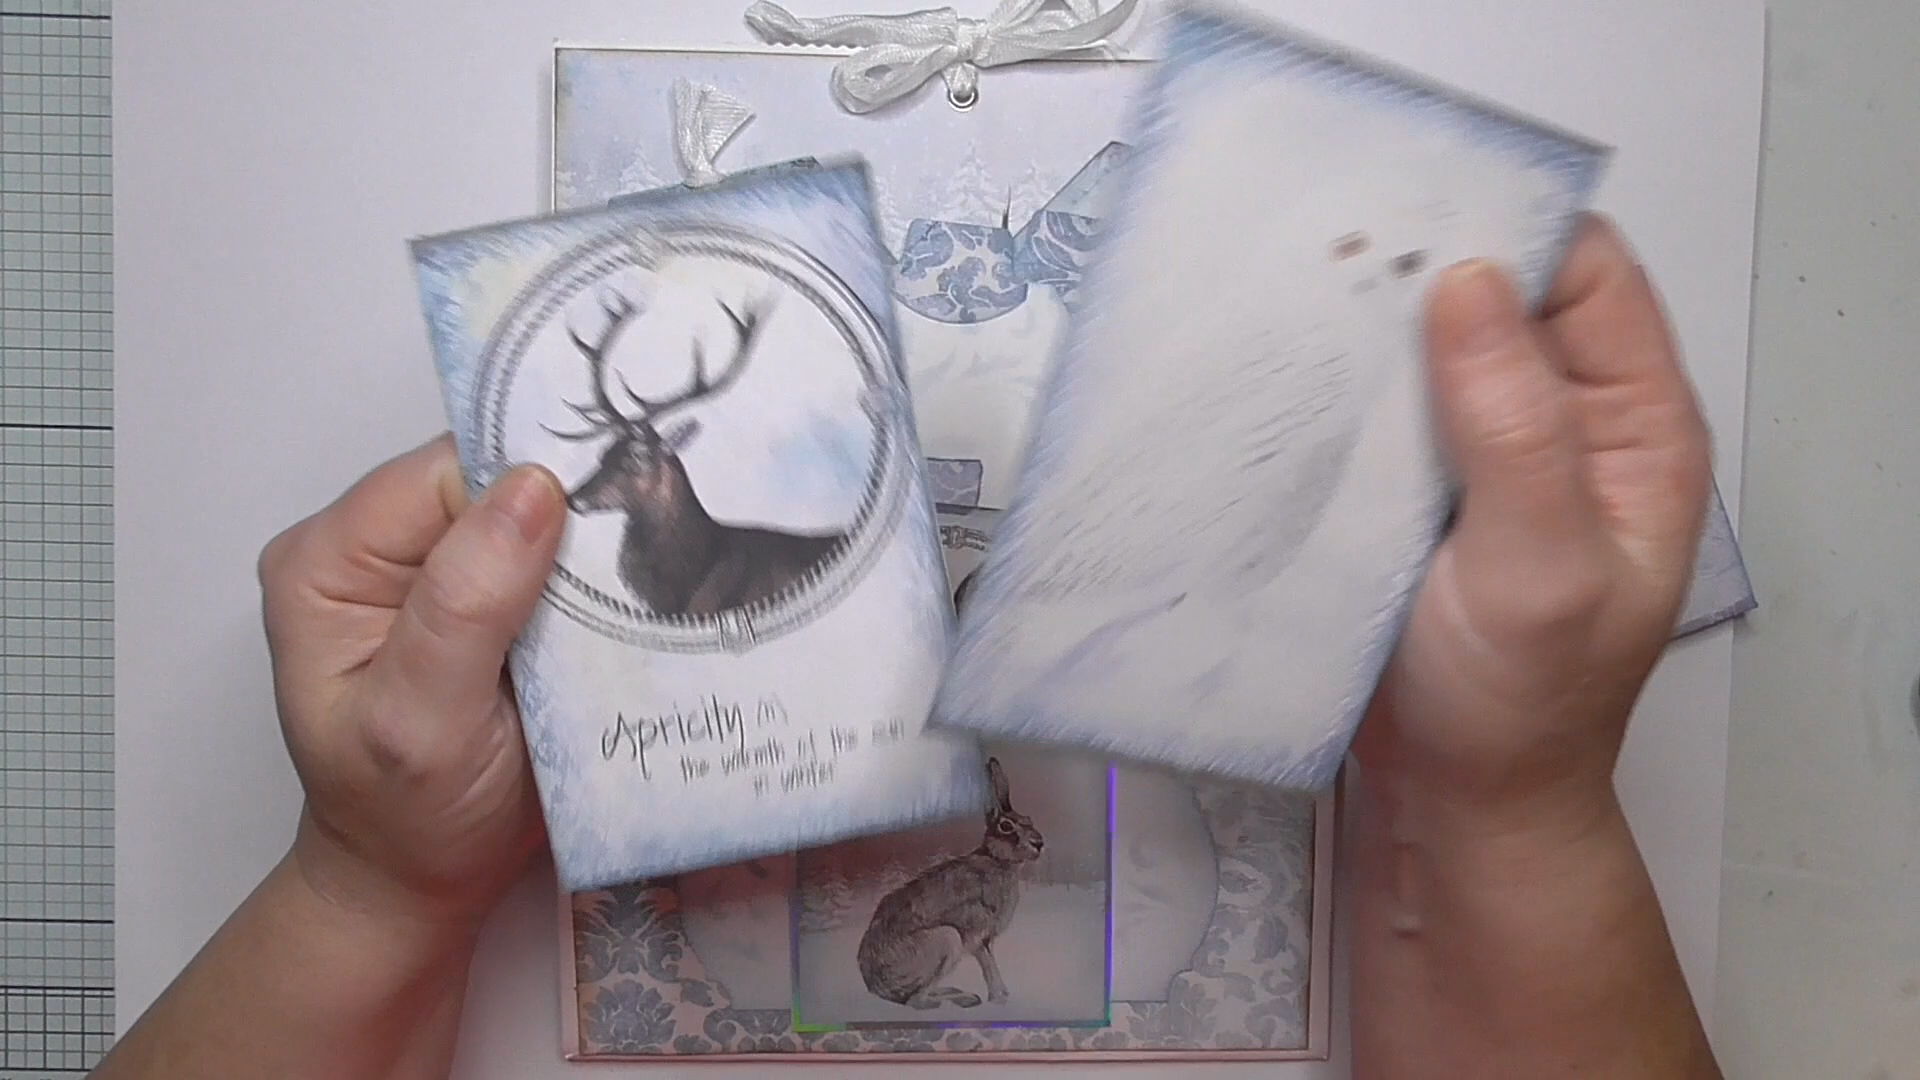 Apricity (n)
the warmth of the sun
in winter